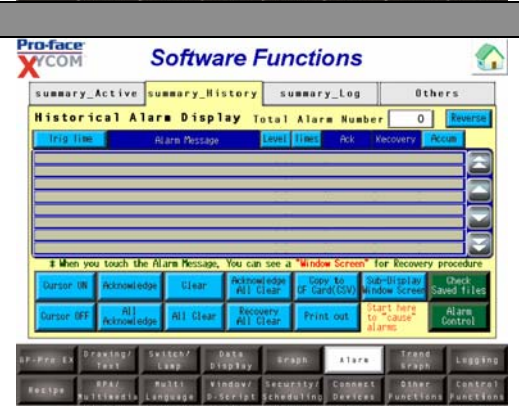 Pro-face
XYCOM
Software Functions
summary_Active summary_History summary_Log Others
Historical Alarm Display Total Alarm Number 0 Reverse
Trig Time Alarm Message Level Times Ack Recovery Accum
* When you touch the Alarm Message, You can see a "Window Screen" for Recovery procedure
Cursor ON Acknowledge Clear Acknowledge All Clear Copy to CF Card(CSV) Sub-Display Window Screen Check Saved files
Cursor OFF All Acknowledge All Clear Recovery All Clear Print out Start here to "cause" alarms Alarm Control
GP-Pro EX Drawing/ Text Switch/ Lamp Data Display Graph Alarm Trend Graph Logging
Recipe RPA/ Multimedia Multi Language Window/ D-Script Security/ Scheduling Connect Devices Other Functions Control Functions